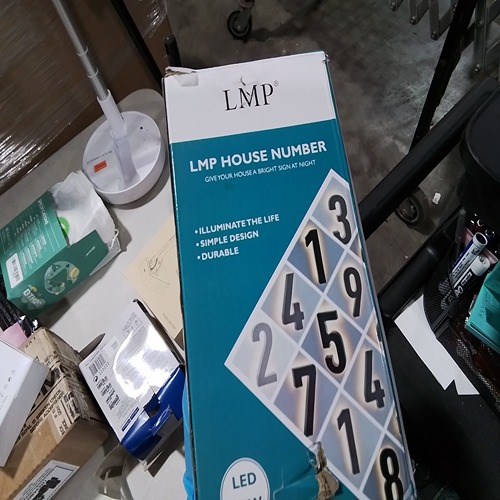 LMP®
LMP HOUSE NUMBER
GIVE YOUR HOUSE A BRIGHT SIGN AT NIGHT
• ILLUMINATE THE LIFE
• SIMPLE DESIGN
• DURABLE
3
1
9
4
5
4
2
7
1
8
LED